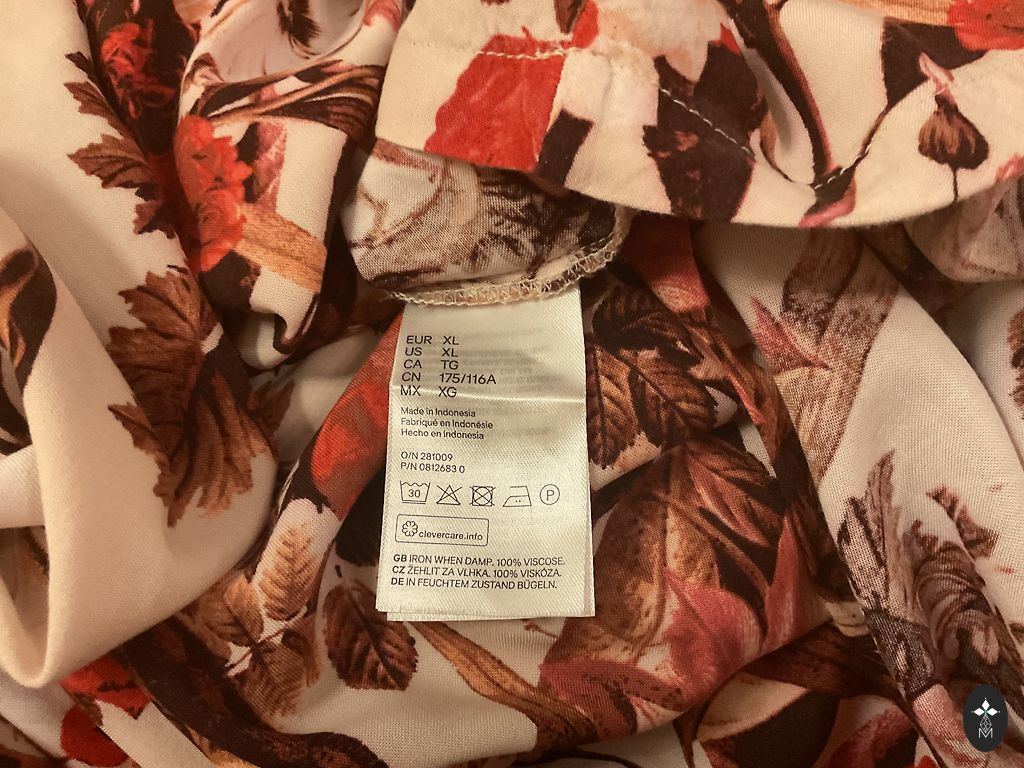 EUR XL
US XL
CA TG
CN 175/116A
MX XG
Made in Indonesia
Fabriqué en Indonésie
Hecho en Indonesia
O/N 281009
P/N 0812683 0
30 P
clevercare.info
GB IRON WHEN DAMP. 100% VISCOSE.
CZ ŽEHLIT ZA VLHKA. 100% VISKÓZA.
DE IN FEUCHTEM ZUSTAND BÜGELN.
M